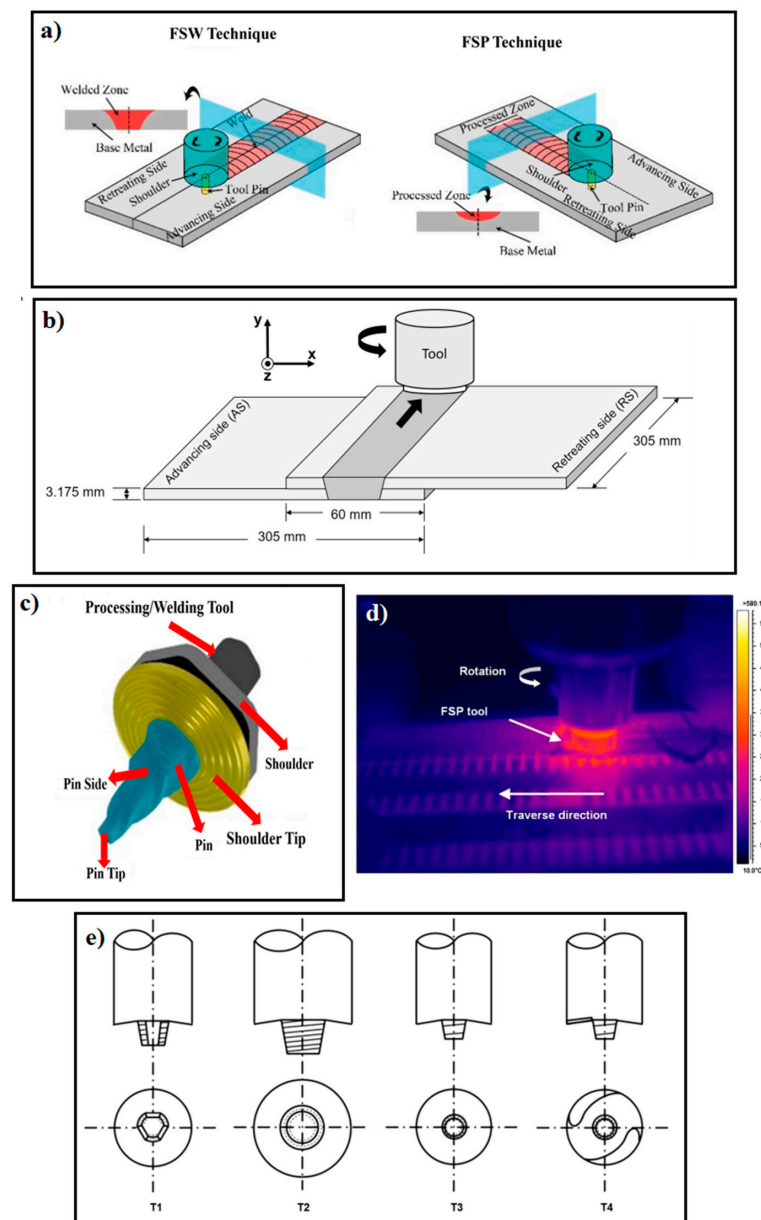 a)
FSW Technique
FSP Technique
Welded Zone
Base Metal
Weld
Retreating Side
Shoulder
Tool Pin
Advancing Side
Processed Zone
Advancing Side
Shoulder
Tool Pin
Retreating Side
Processed Zone
Base Metal
b)
y
x
z
Tool
Advancing side (AS)
Retreating side (RS)
305 mm
3.175 mm
60 mm
305 mm
c)
Processing/Welding Tool
Shoulder
Pin Side
Shoulder Tip
Pin
Pin Tip
d)
Rotation
FSP tool
Traverse direction
10.0°C
e)
T1
T2
T3
T4